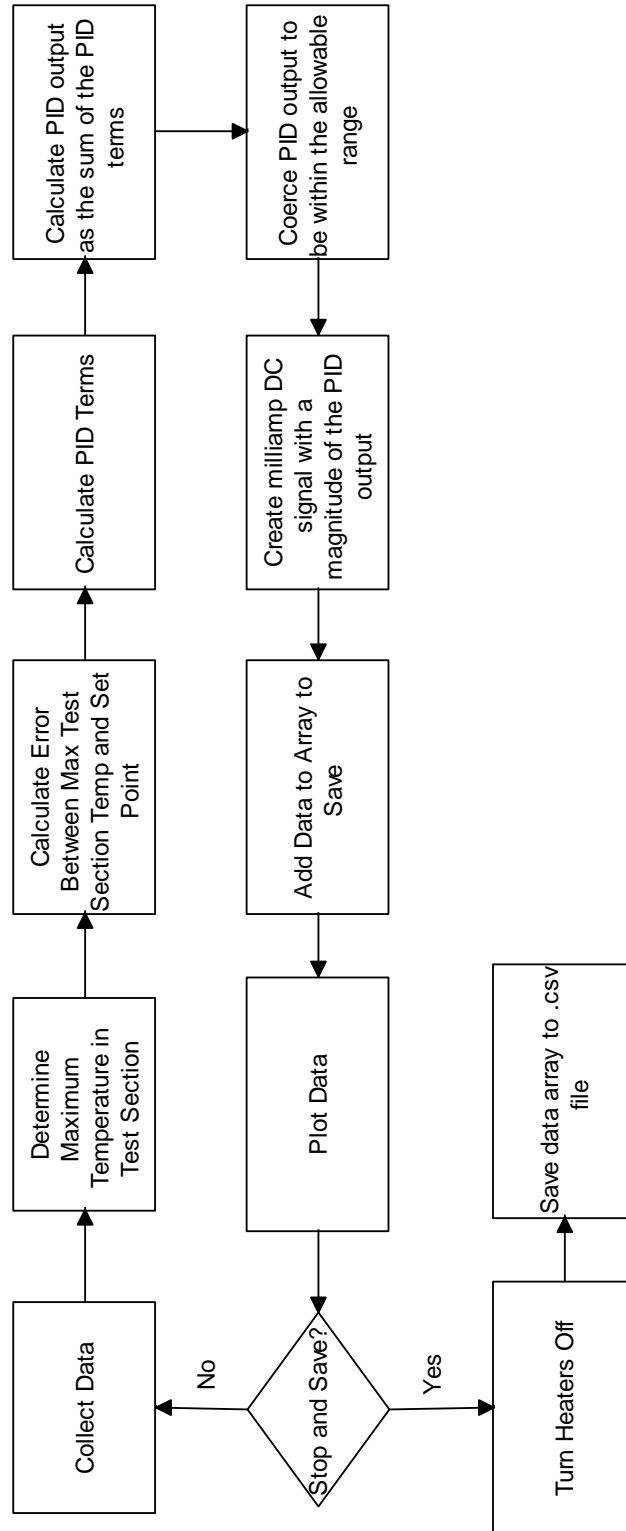 Collect Data
Determine
Maximum
Temperature in
Test Section
Calculate Error
Between Max Test
Section Temp and Set
Point
Calculate PID Terms
Calculate PID output
as the sum of the PID
terms
Coerce PID output to
be within the allowable
range
Create milliamp DC
signal with a
magnitude of the PID
output
Add Data to Array to
Save
Plot Data
Stop and Save?
No
Yes
Turn Heaters Off
Save data array to .csv
file